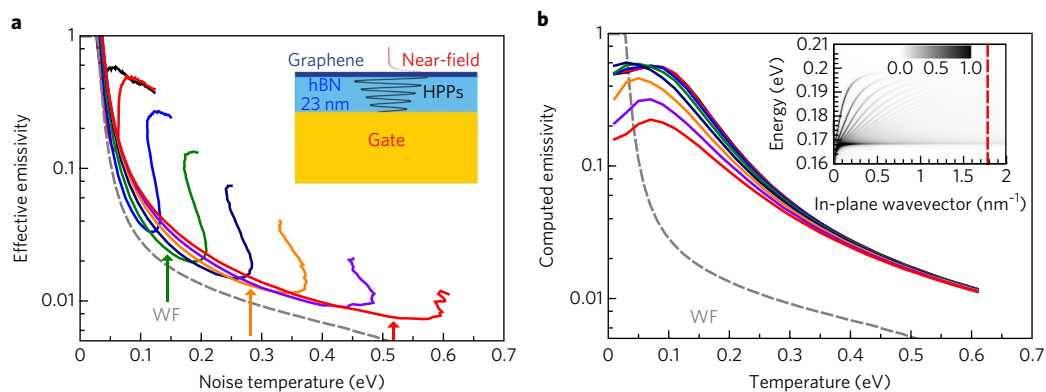 a
Effective emissivity
1
0.1
0.01
Graphene
Near-field
hBN
23 nm
HPPs
Gate
WF
0
0.1
0.2
0.3
0.4
0.5
0.6
0.7
Noise temperature (eV)
b
Computed emissivity
1
0.1
0.01
Energy (eV)
0.21
0.20
0.19
0.18
0.17
0.16
0.0 0.5 1.0
0
0.5
1
1.5
2
In-plane wavevector (nm⁻¹)
WF
0
0.1
0.2
0.3
0.4
0.5
0.6
0.7
Temperature (eV)